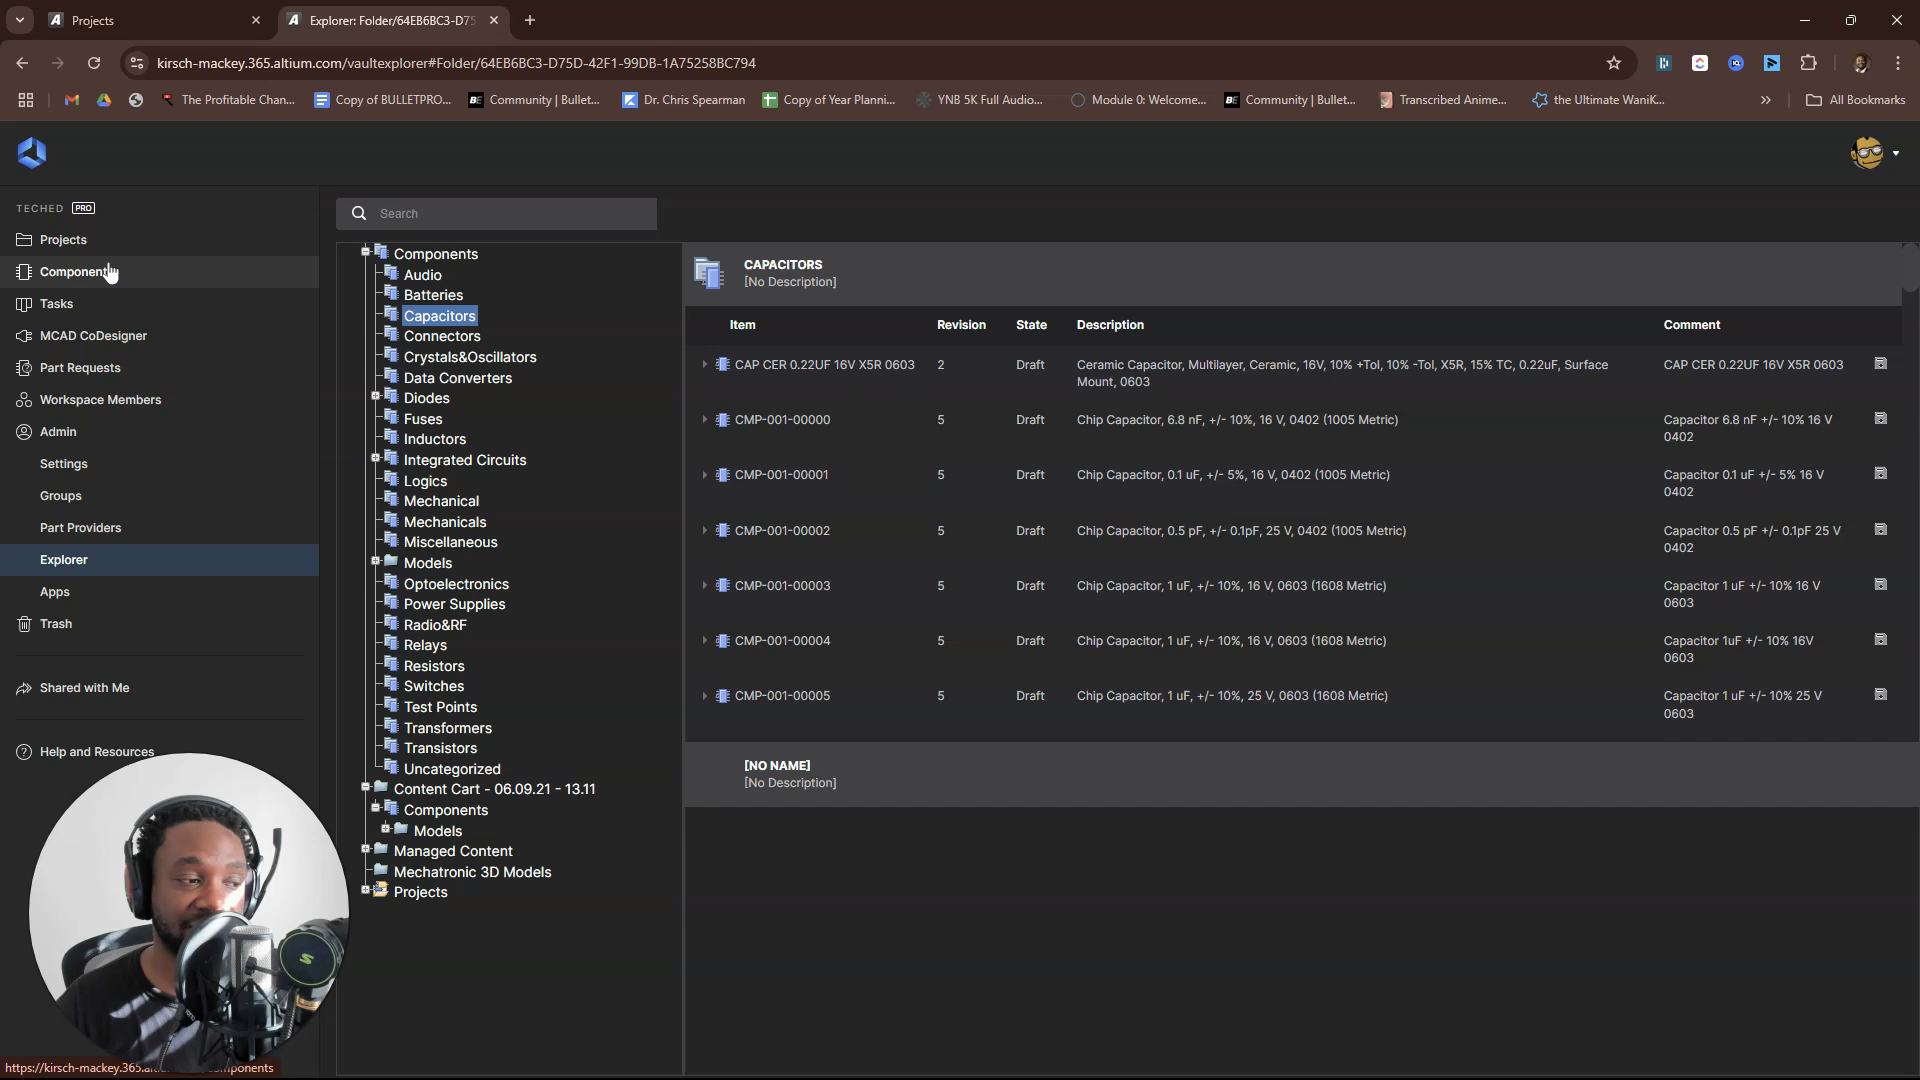 Projects
Explorer: Folder/64EB6BC3-D75
kirsch-mackey.365.altium.com/vaultexplorer#Folder/64EB6BC3-D75D-42F1-99DB-1A75258BC794
The Profitable Chan...
Copy of BULLETPRO...
Community | Bullet...
Dr. Chris Spearman
Copy of Year Planni...
YNB 5K Full Audio...
Module 0: Welcome...
Community | Bullet...
Transcribed Anime...
the Ultimate WaniK...
All Bookmarks
TECHED PRO
Projects
Components
Tasks
MCAD CoDesigner
Part Requests
Workspace Members
Admin
Settings
Groups
Part Providers
Explorer
Apps
Trash
Shared with Me
Help and Resources
Search
Components
Audio
Batteries
Capacitors
Connectors
Crystals&Oscillators
Data Converters
Diodes
Fuses
Inductors
Integrated Circuits
Logics
Mechanical
Mechanicals
Miscellaneous
Models
Optoelectronics
Power Supplies
Radio&RF
Relays
Resistors
Switches
Test Points
Transformers
Transistors
Uncategorized
Content Cart - 06.09.21 - 13.11
Components
Models
Managed Content
Mechatronic 3D Models
Projects
CAPACITORS
[No Description]
Item Revision State Description Comment
CAP CER 0.22UF 16V X5R 0603 2 Draft Ceramic Capacitor, Multilayer, Ceramic, 16V, 10% +Tol, 10% -Tol, X5R, 15% TC, 0.22uF, Surface CAP CER 0.22UF 16V X5R 0603
Mount, 0603
CMP-001-00000 5 Draft Chip Capacitor, 6.8 nF, +/- 10%, 16 V, 0402 (1005 Metric) Capacitor 6.8 nF +/- 10% 16 V
0402
CMP-001-00001 5 Draft Chip Capacitor, 0.1 uF, +/- 5%, 16 V, 0402 (1005 Metric) Capacitor 0.1 uF +/- 5% 16 V
0402
CMP-001-00002 5 Draft Chip Capacitor, 0.5 pF, +/- 0.1pF, 25 V, 0402 (1005 Metric) Capacitor 0.5 pF +/- 0.1pF 25 V
0402
CMP-001-00003 5 Draft Chip Capacitor, 1 uF, +/- 10%, 16 V, 0603 (1608 Metric) Capacitor 1 uF +/- 10% 16 V
0603
CMP-001-00004 5 Draft Chip Capacitor, 1 uF, +/- 10%, 16 V, 0603 (1608 Metric) Capacitor 1uF +/- 10% 16V
0603
CMP-001-00005 5 Draft Chip Capacitor, 1 uF, +/- 10%, 25 V, 0603 (1608 Metric) Capacitor 1 uF +/- 10% 25 V
0603
[NO NAME]
[No Description]